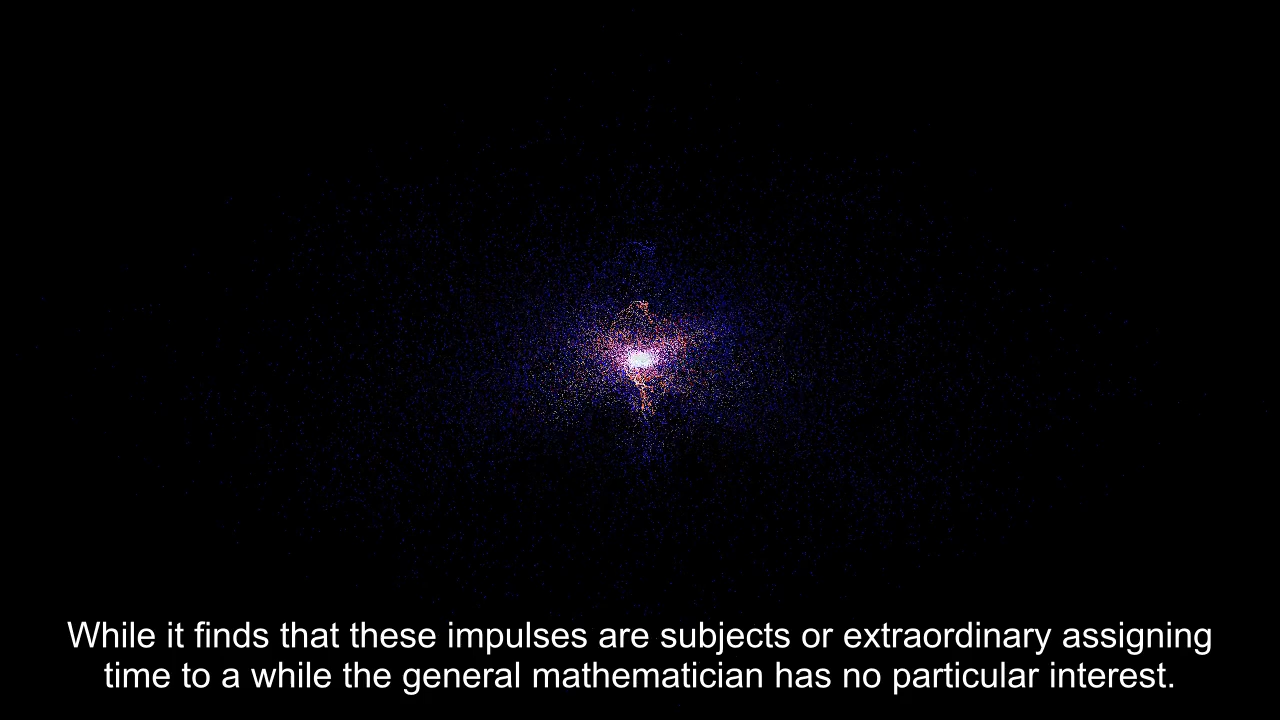 While it finds that these impulses are subjects or extraordinary assigning
time to a while the general mathematician has no particular interest.